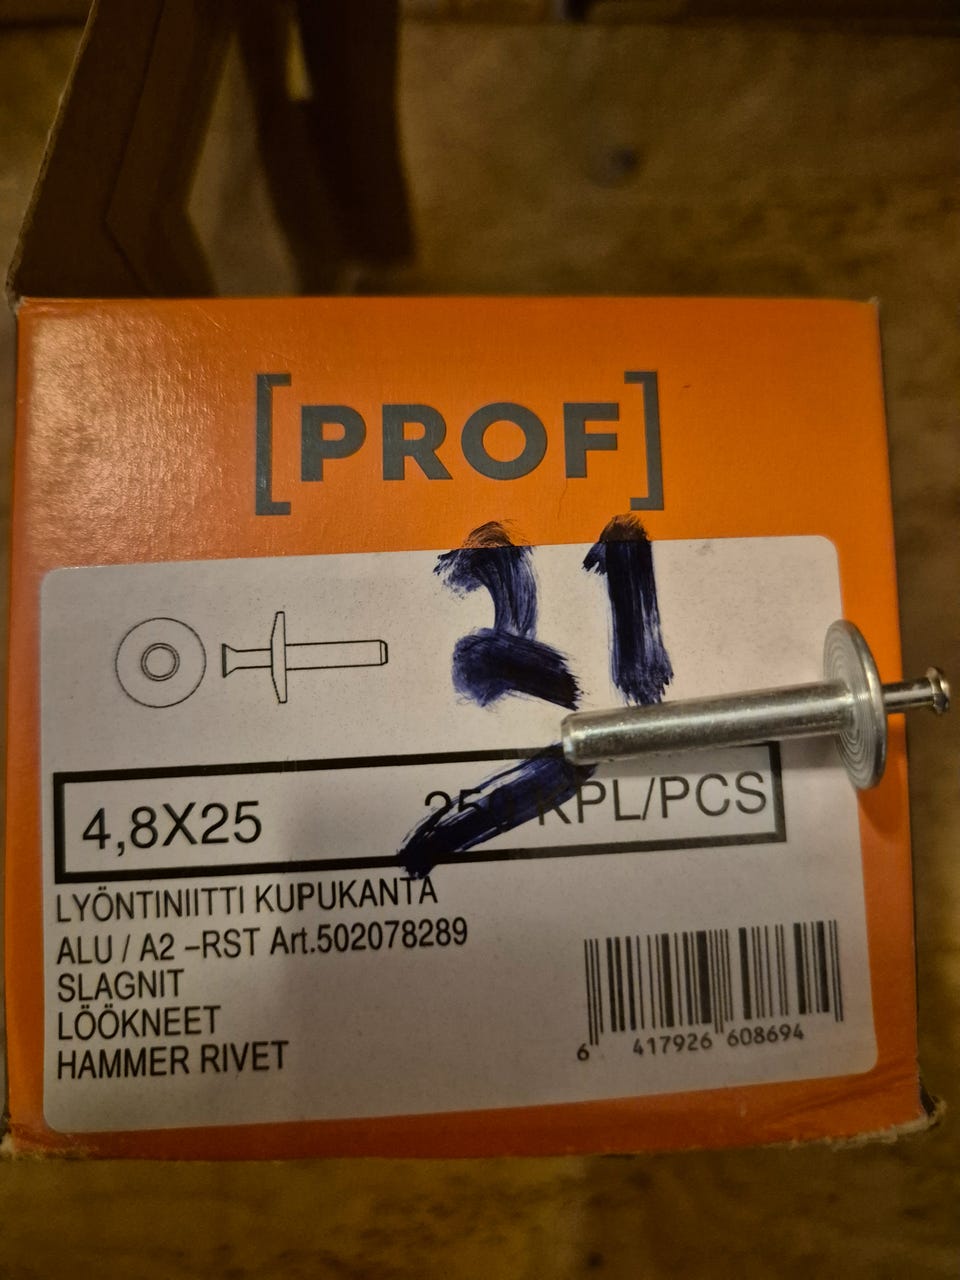 [PROF]
21
4,8X25 KPL/PCS
LYÖNTINIITTI KUPUKANTA
ALU / A2 –RST Art.502078289
SLAGNIT
LÖÖKNEET
HAMMER RIVET
6 417926 608694